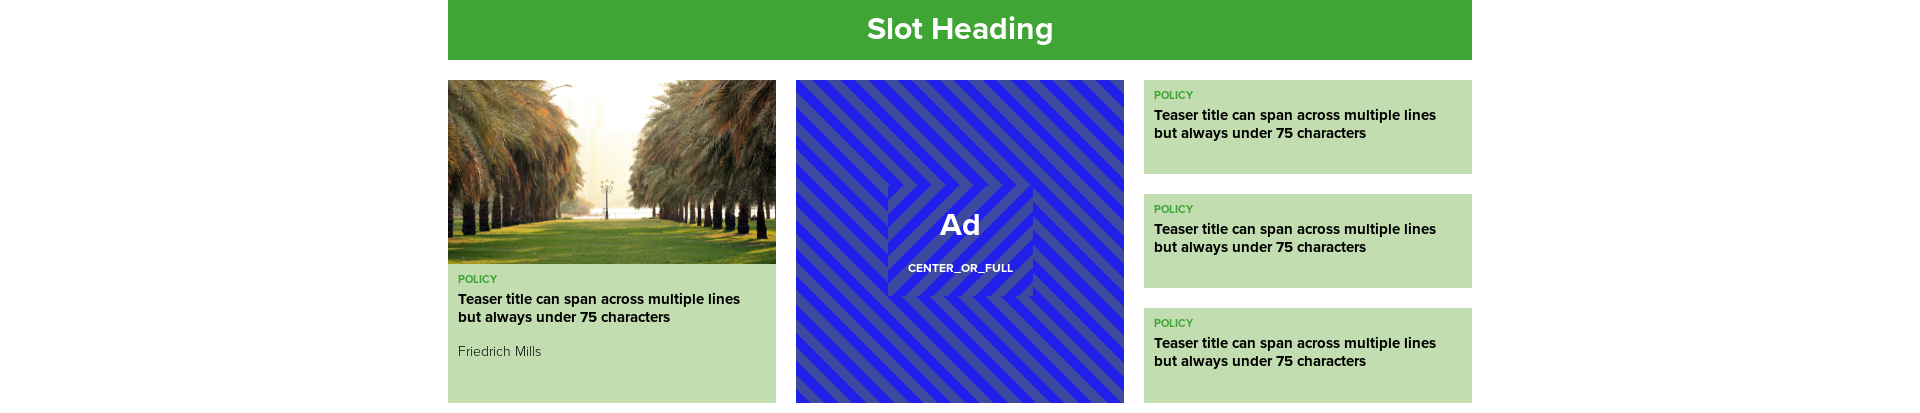 Slot Heading
POLICY
Teaser title can span across multiple lines
but always under 75 characters
Friedrich Mills
Ad
CENTER_OR_FULL
POLICY
Teaser title can span across multiple lines
but always under 75 characters
POLICY
Teaser title can span across multiple lines
but always under 75 characters
POLICY
Teaser title can span across multiple lines
but always under 75 characters